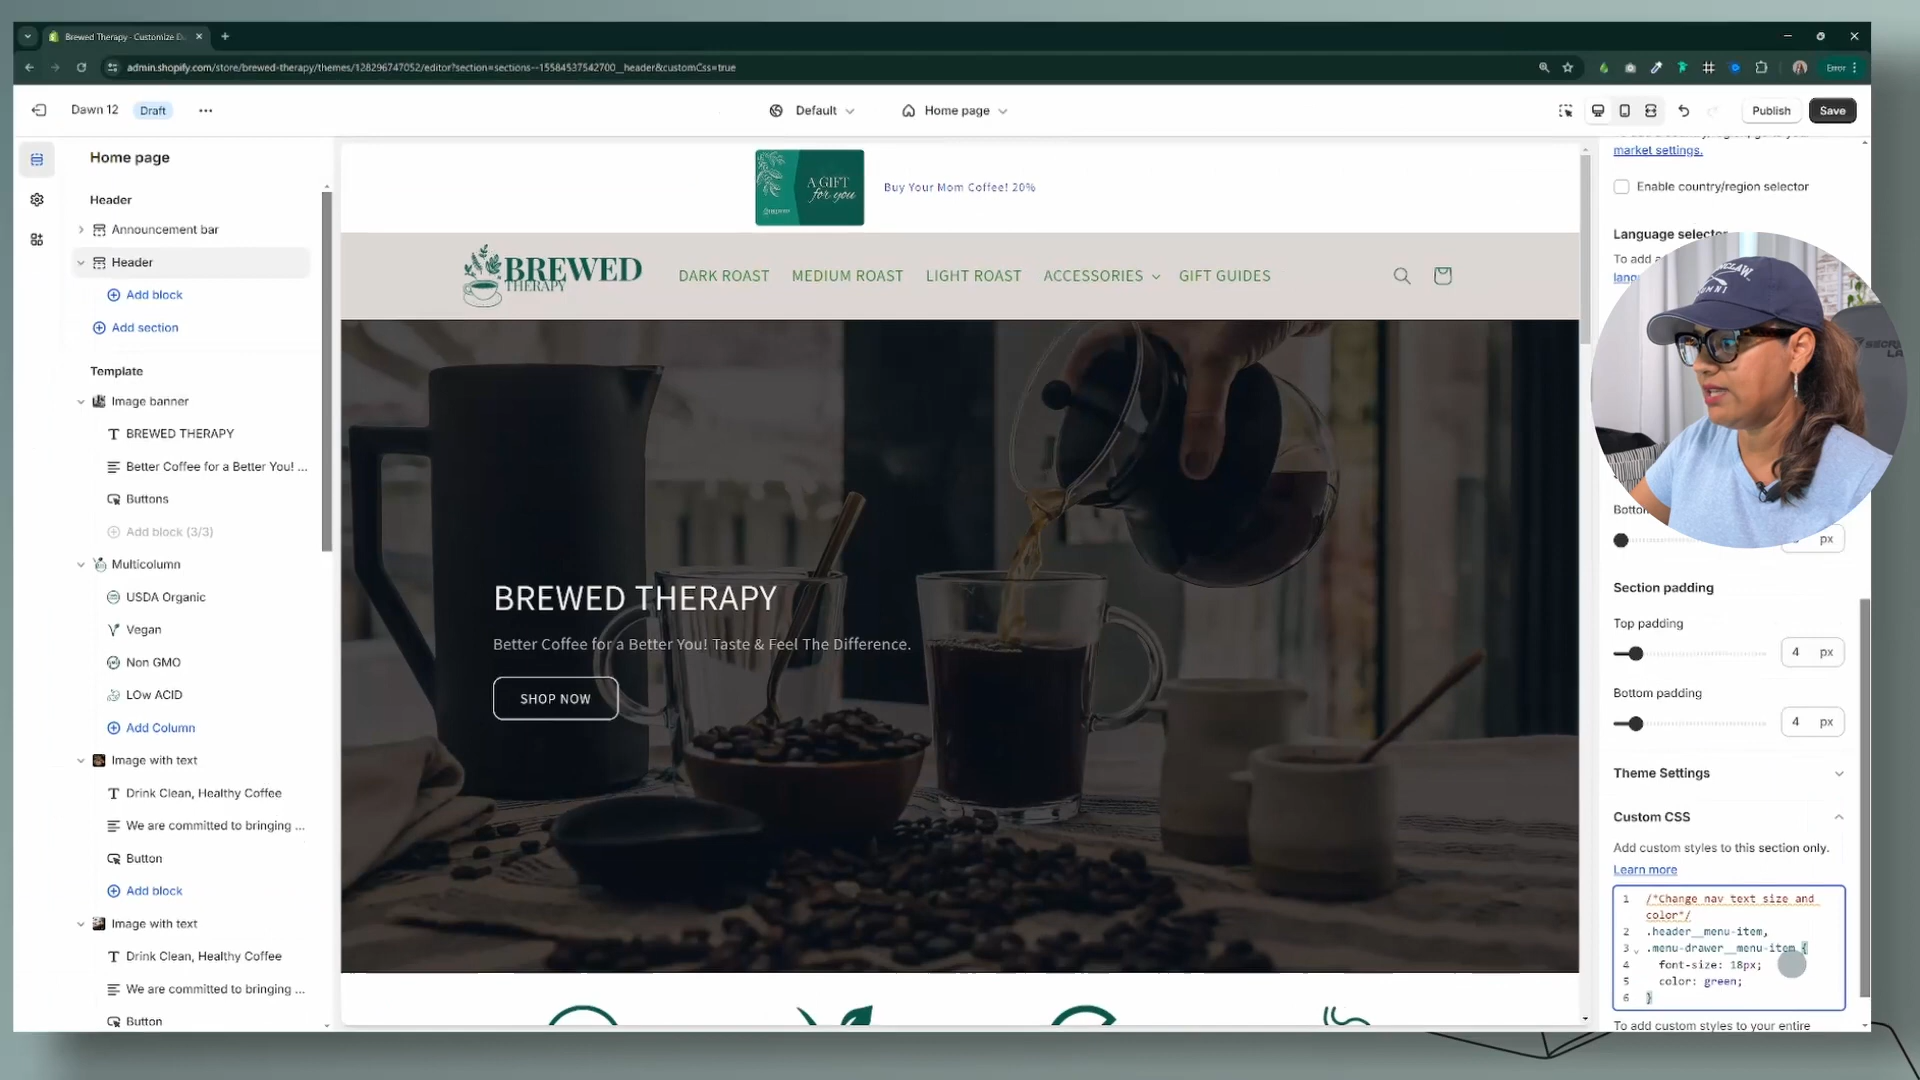 Brewed Therapy - Customize D
admin.shopify.com/store/brewed-therapy/themes/128296747052/editor?section=sections--15584537542700__header&customCss=true
Error
Dawn 12
Draft
Default
Home page
Publish
Save
Home page
Header
Announcement bar
Header
Add block
Add section
Template
Image banner
BREWED THERAPY
Better Coffee for a Better You! ...
Buttons
Add block (3/3)
Multicolumn
USDA Organic
Vegan
Non GMO
LOw ACID
Add Column
Image with text
Drink Clean, Healthy Coffee
We are committed to bringing ...
Button
Add block
Image with text
Drink Clean, Healthy Coffee
We are committed to bringing ...
Button
A GIFT
for you
Buy Your Mom Coffee! 20%
BREWED
THERAPY
DARK ROAST
MEDIUM ROAST
LIGHT ROAST
ACCESSORIES
GIFT GUIDES
BREWED THERAPY
Better Coffee for a Better You! Taste & Feel The Difference.
SHOP NOW
market settings.
Enable country/region selector
Language selector
To add a
px
Section padding
Top padding
4 px
Bottom padding
4 px
Theme Settings
Custom CSS
Add custom styles to this section only.
Learn more
1 /*Change nav text size and
color*/
2 .header__menu-item,
3 .menu-drawer__menu-item {
4 font-size: 18px;
5 color: green;
6 }
To add custom styles to your entire